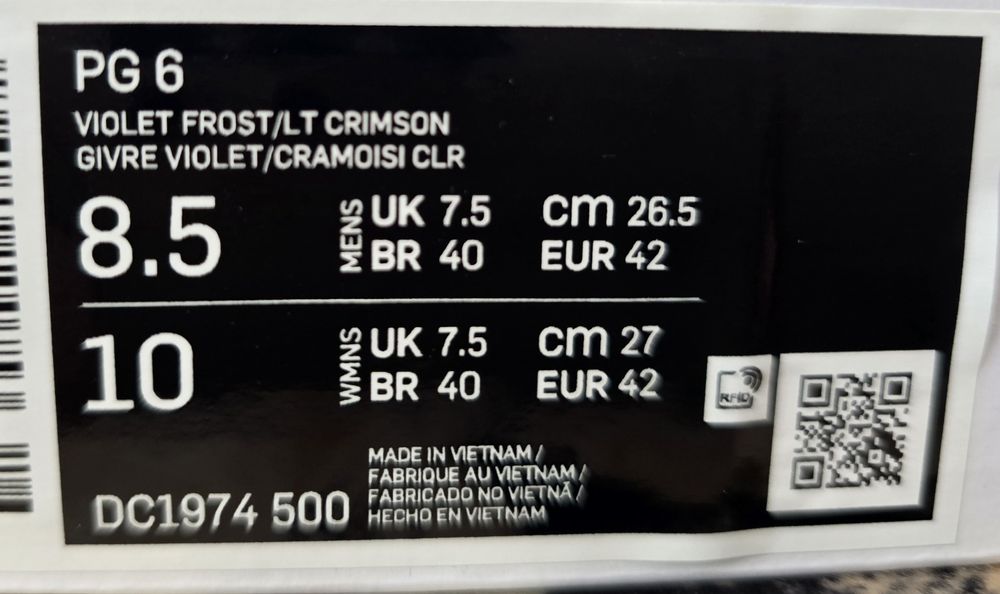 PG 6
VIOLET FROST/LT CRIMSON
GIVRE VIOLET/CRAMOISI CLR
8.5 MENS UK 7.5 cm 26.5
BR 40 EUR 42
10 WMNS UK 7.5 cm 27
BR 40 EUR 42
RFID
MADE IN VIETNAM /
FABRIQUE AU VIETNAM /
FABRICADO NO VIETNÃ /
HECHO EN VIETNAM
DC1974 500